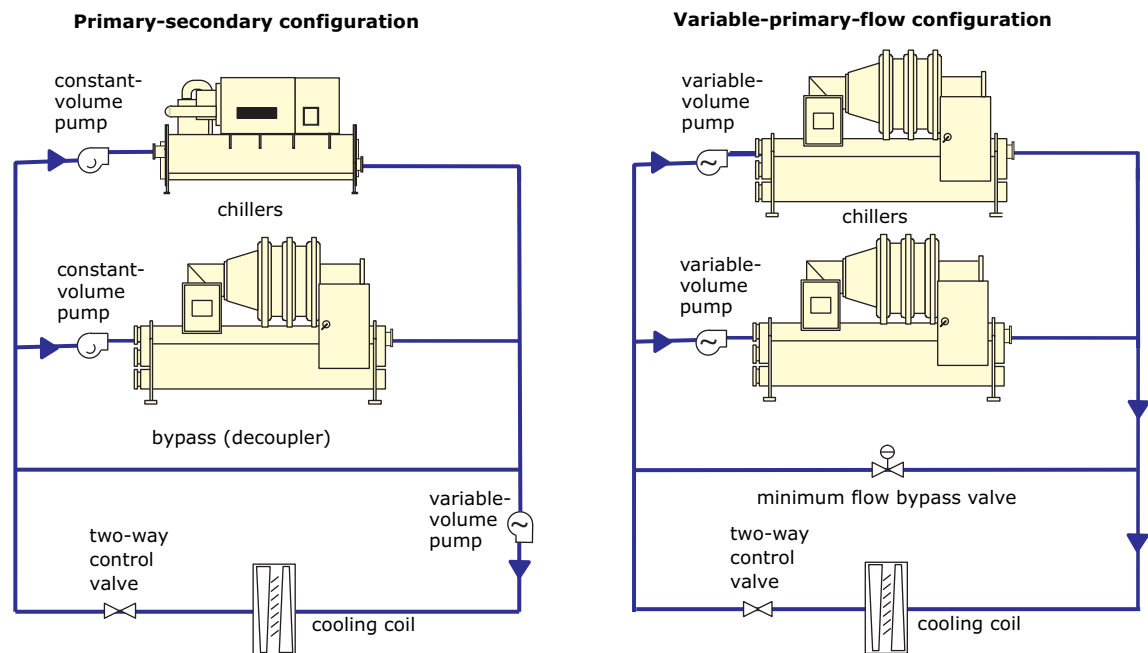 Primary-secondary configuration
constant-
volume
pump
chillers
constant-
volume
pump
bypass (decoupler)
variable-
volume
pump
two-way
control
valve
cooling coil
Variable-primary-flow configuration
variable-
volume
pump
chillers
variable-
volume
pump
minimum flow bypass valve
two-way
control
valve
cooling coil